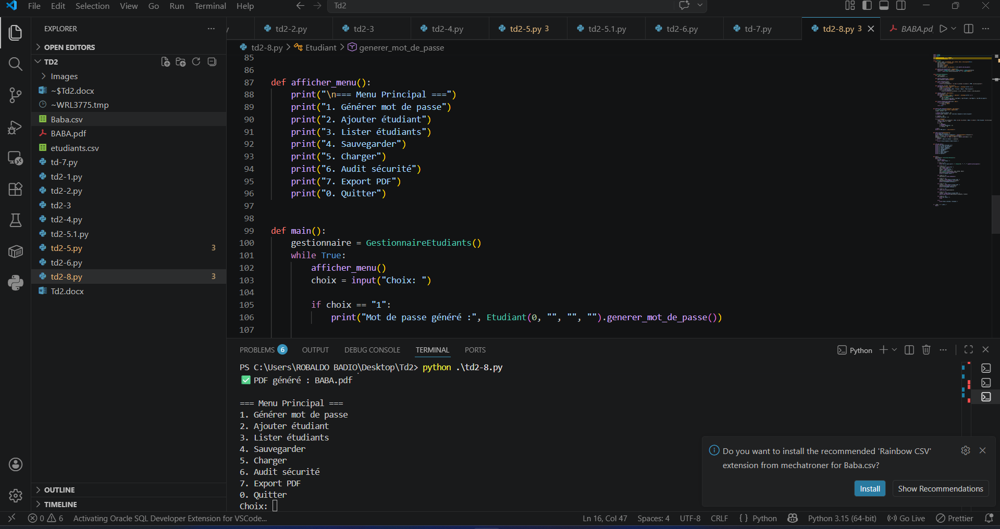 File Edit Selection View Go Run Terminal Help
Td2
EXPLORER
OPEN EDITORS
TD2
Images
~$Td2.docx
~WRL3775.tmp
Baba.csv
BABA.pdf
etudiants.csv
td-7.py
td2-1.py
td2-2.py
td2-3
td2-4.py
td2-5.1.py
td2-5.py 3
td2-6.py
td2-8.py 3
Td2.docx
OUTLINE
TIMELINE
y td2-2.py td2-3 td2-4.py td2-5.py 3 td2-5.1.py td2-6.py td-7.py td2-8.py 3 BABA.pd
td2-8.py > Etudiant > generer_mot_de_passe
85
86
87 def afficher_menu():
88 print("\n=== Menu Principal ===")
89 print("1. Générer mot de passe")
90 print("2. Ajouter étudiant")
91 print("3. Lister étudiants")
92 print("4. Sauvegarder")
93 print("5. Charger")
94 print("6. Audit sécurité")
95 print("7. Export PDF")
96 print("0. Quitter")
97
98
99 def main():
100 gestionnaire = GestionnaireEtudiants()
101 while True:
102 afficher_menu()
103 choix = input("Choix: ")
104
105 if choix == "1":
106 print("Mot de passe généré :", Etudiant(0, "", "", "").generer_mot_de_passe())
107
PROBLEMS 6 OUTPUT DEBUG CONSOLE TERMINAL PORTS
Python
PS C:\Users\ROBALDO BADIO\Desktop\Td2> python .\td2-8.py
✅ PDF généré : BABA.pdf
=== Menu Principal ===
1. Générer mot de passe
2. Ajouter étudiant
3. Lister étudiants
4. Sauvegarder
5. Charger
6. Audit sécurité
7. Export PDF
0. Quitter
Choix:
Do you want to install the recommended 'Rainbow CSV'
extension from mechatroner for Baba.csv?
Install Show Recommendations
0 6 Activating Oracle SQL Developer Extension for VSCode... Ln 16, Col 47 Spaces: 4 UTF-8 CRLF { } Python Python 3.15 (64-bit) Go Live Prettier